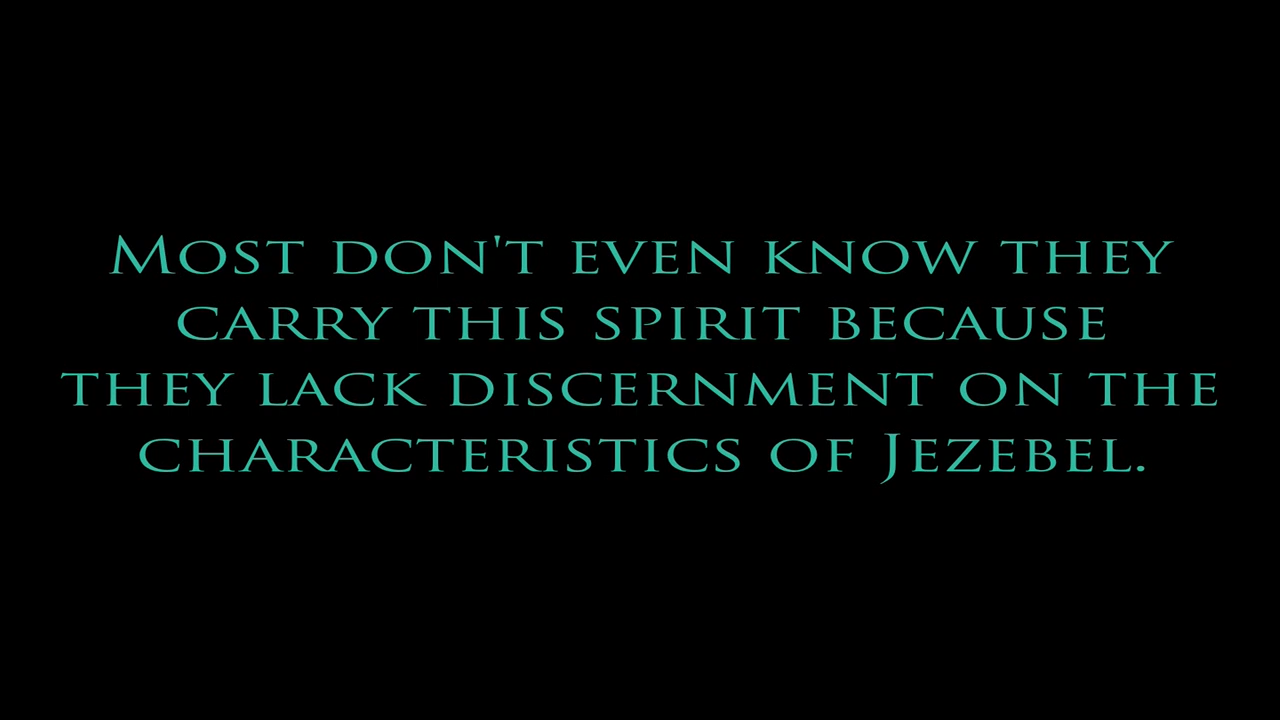 Most don't even know they
carry this spirit because
they lack discernment on the
characteristics of Jezebel.